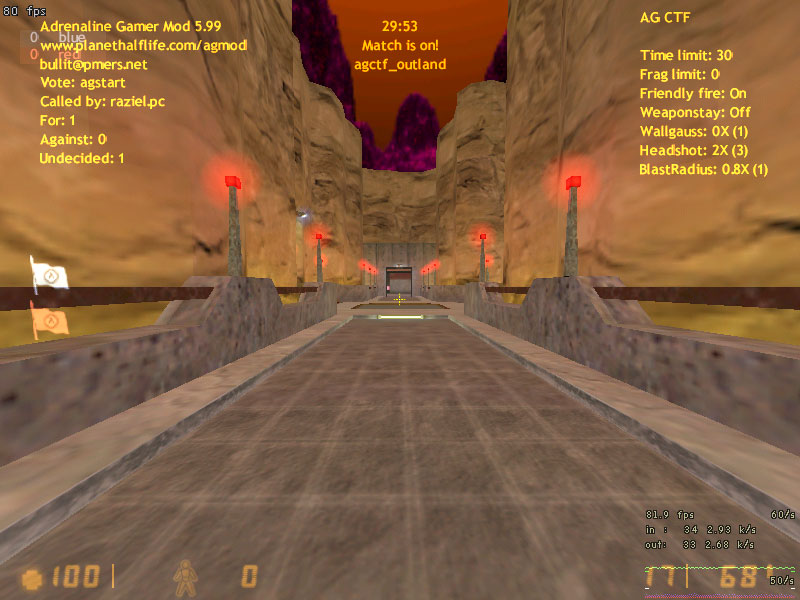 80 fps
Adrenaline Gamer Mod 5.99
0 blue
www.planethalflife.com/agmod
0 red
bullit@pmers.net
Vote: agstart
Called by: raziel.pc
For: 1
Against: 0
Undecided: 1
29:53
Match is on!
agctf_outland
AG CTF
Time limit: 30
Frag limit: 0
Friendly fire: On
Weaponstay: Off
Wallgauss: 0X (1)
Headshot: 2X (3)
BlastRadius: 0.8X (1)
81.9 fps 60/s
in : 34 2.93 k/s
out: 33 2.68 k/s
50/s
100
0
17 68